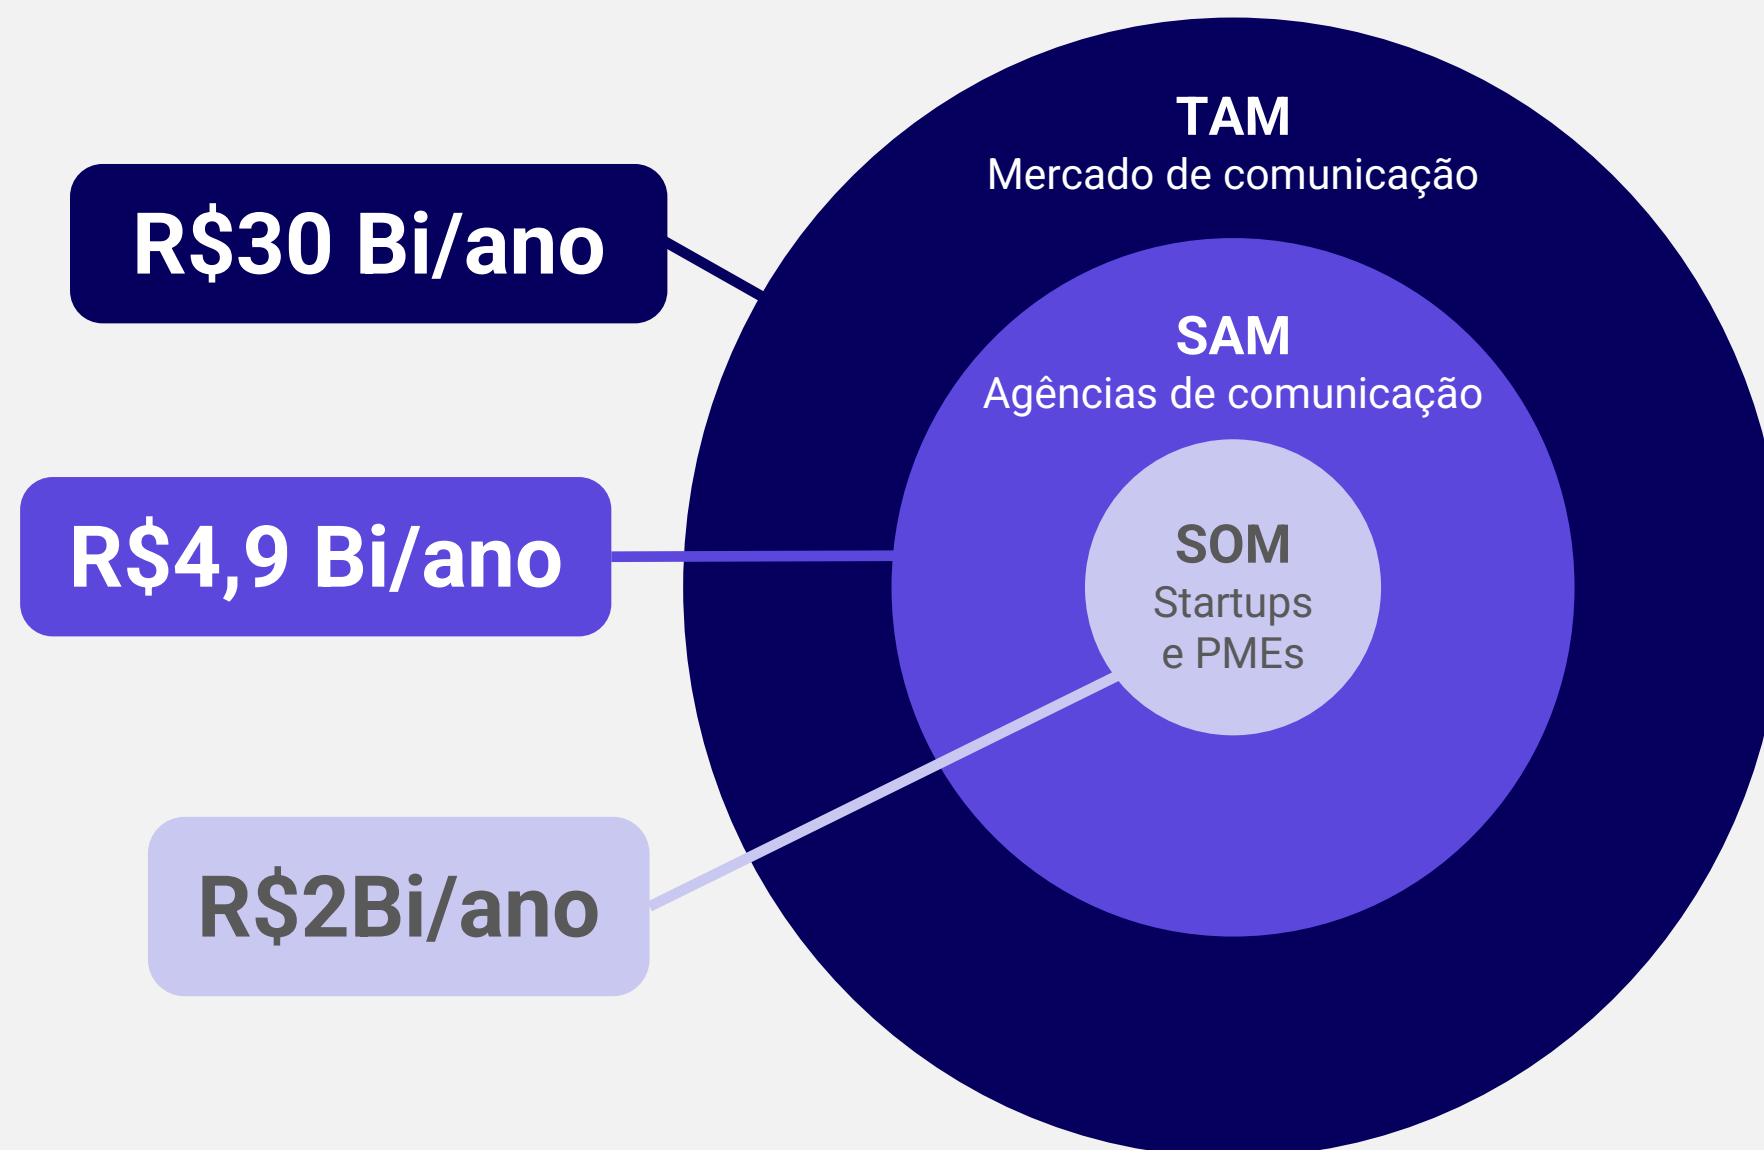 TAM
Mercado de comunicação
R$30 Bi/ano
SAM
Agências de comunicação
R$4,9 Bi/ano
SOM
Startups
e PMEs
R$2Bi/ano